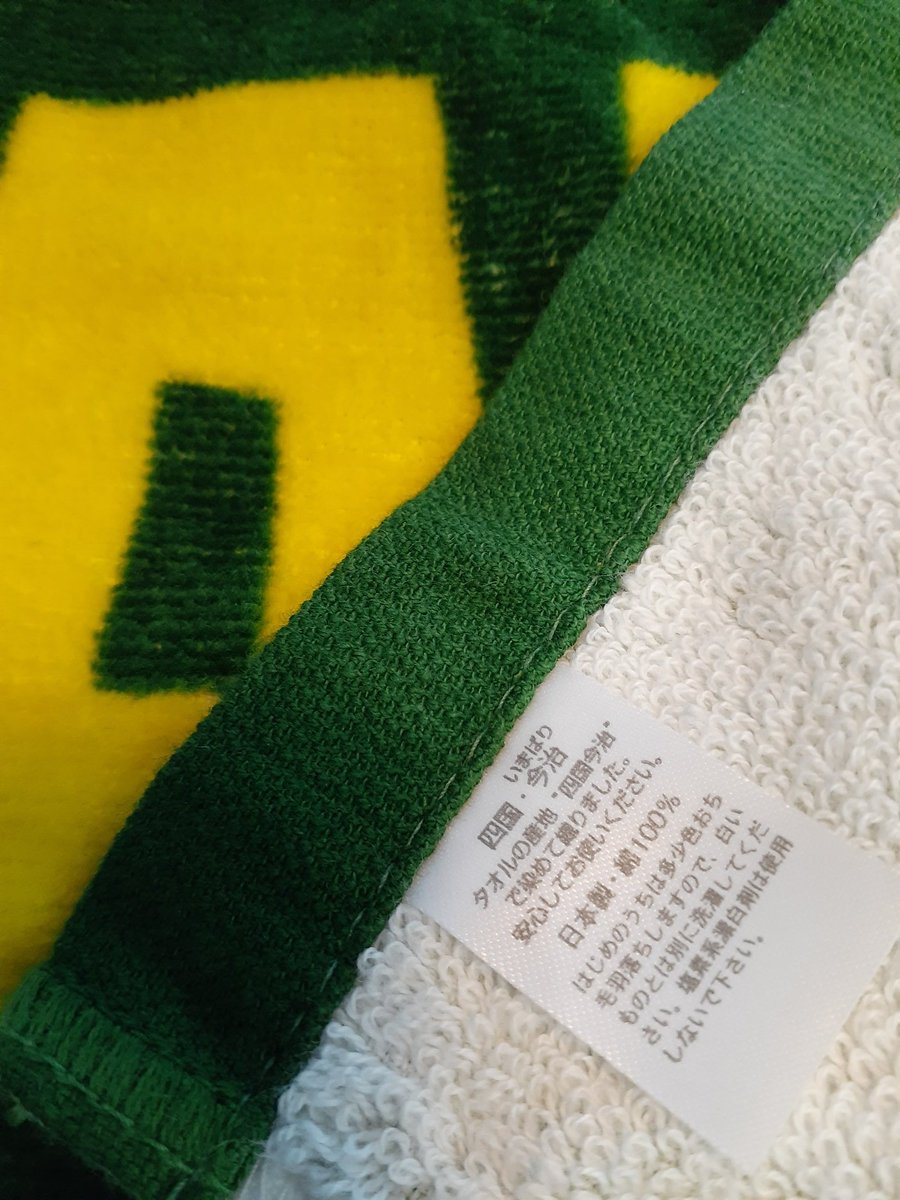 いまばり
四国・今治
タオルの産地"四国今治"
で染めて織りました。
安心してお使いください。
日本製・綿100%
はじめのうちは多少色おち
毛羽落ちしますので、白い
ものとは別に洗濯してくだ
さい。塩素系漂白剤は使用
しないで下さい。